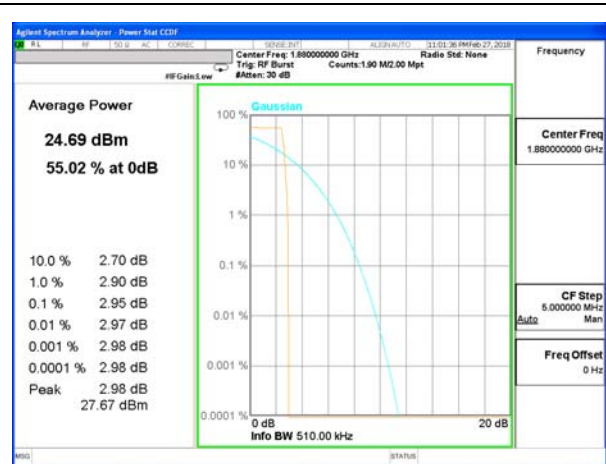 Agilent Spectrum Analyzer - Power Stat CCDF
RL RF 50 Ω AC CORREC SENSE:INT ALIGN AUTO 11:01:36 PM Feb 27, 2018
Center Freq: 1.880000000 GHz Radio Std: None
Trig: RF Burst Counts:1.90 M/2.00 Mpt
#IFGain:Low #Atten: 30 dB
Frequency
Average Power
24.69 dBm
55.02 % at 0dB
10.0 % 2.70 dB
1.0 % 2.90 dB
0.1 % 2.95 dB
0.01 % 2.97 dB
0.001 % 2.98 dB
0.0001 % 2.98 dB
Peak 2.98 dB
27.67 dBm
Gaussian
100 %
10 %
1 %
0.1 %
0.01 %
0.001 %
0.0001 %
0 dB 20 dB
Info BW 510.00 kHz
Center Freq
1.880000000 GHz
CF Step
5.000000 MHz
Auto Man
Freq Offset
0 Hz
MSG STATUS